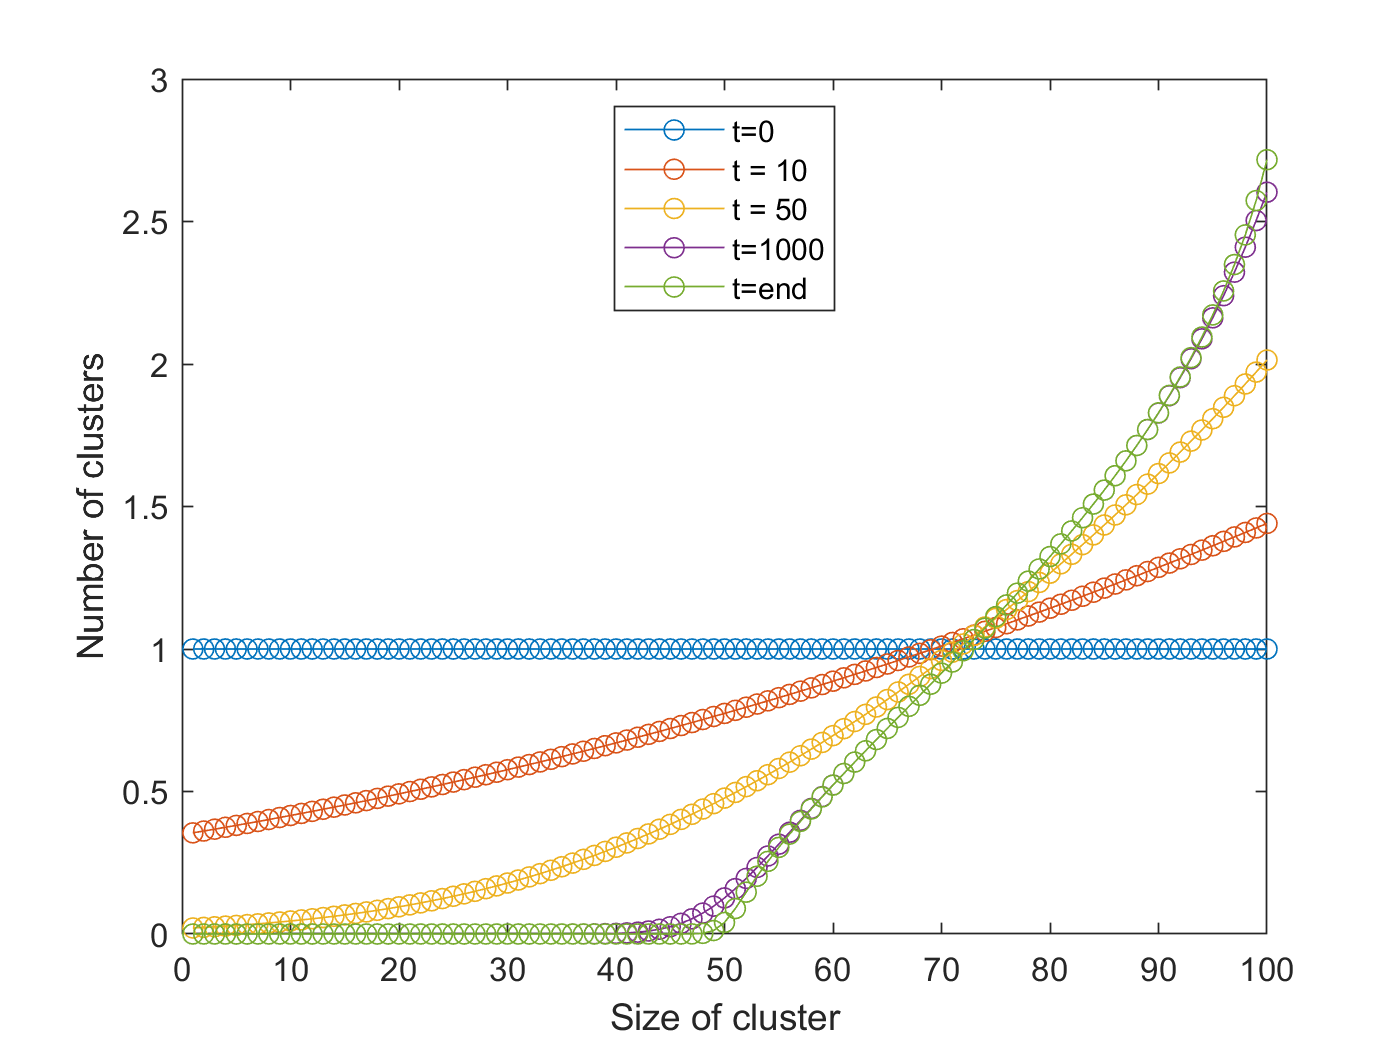 3
2.5
2
1.5
1
0.5
0
Number of clusters
t=0
t = 10
t = 50
t=1000
t=end
0 10 20 30 40 50 60 70 80 90 100
Size of cluster